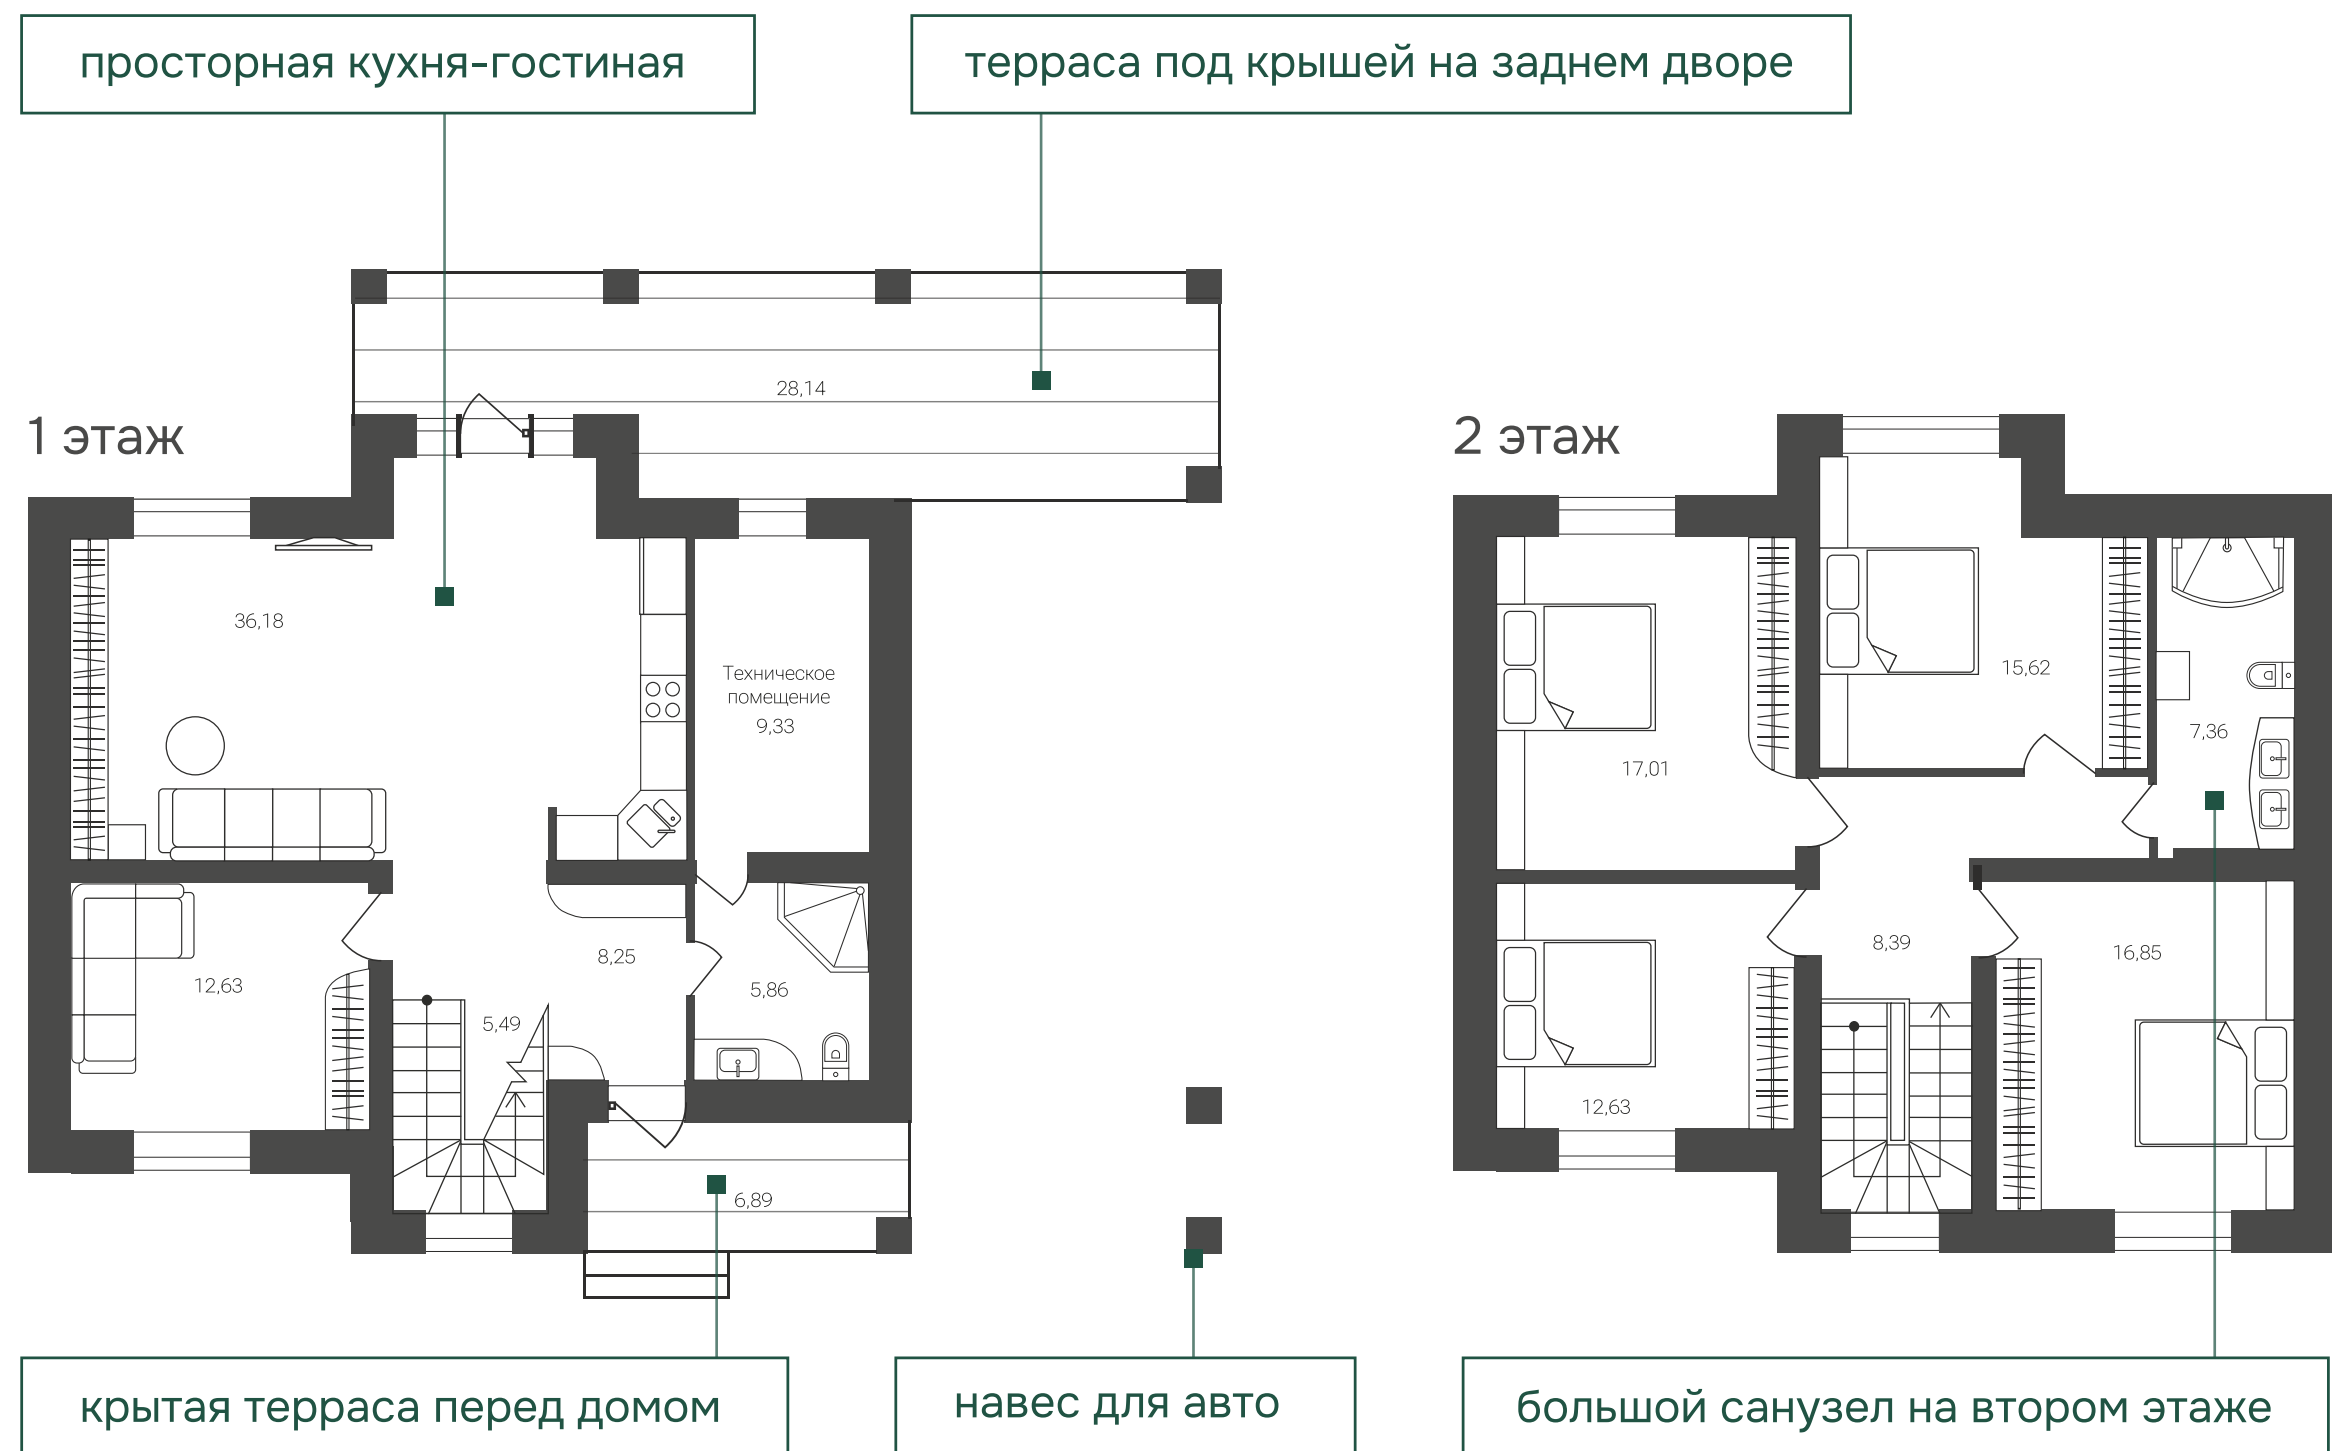 просторная кухня-гостиная
терраса под крышей на заднем дворе
1 этаж
28,14
36,18
Техническое
помещение
9,33
12,63
5,49
8,25
5,86
6,89
2 этаж
17,01
15,62
7,36
12,63
8,39
16,85
крытая терраса перед домом
навес для авто
большой санузел на втором этаже